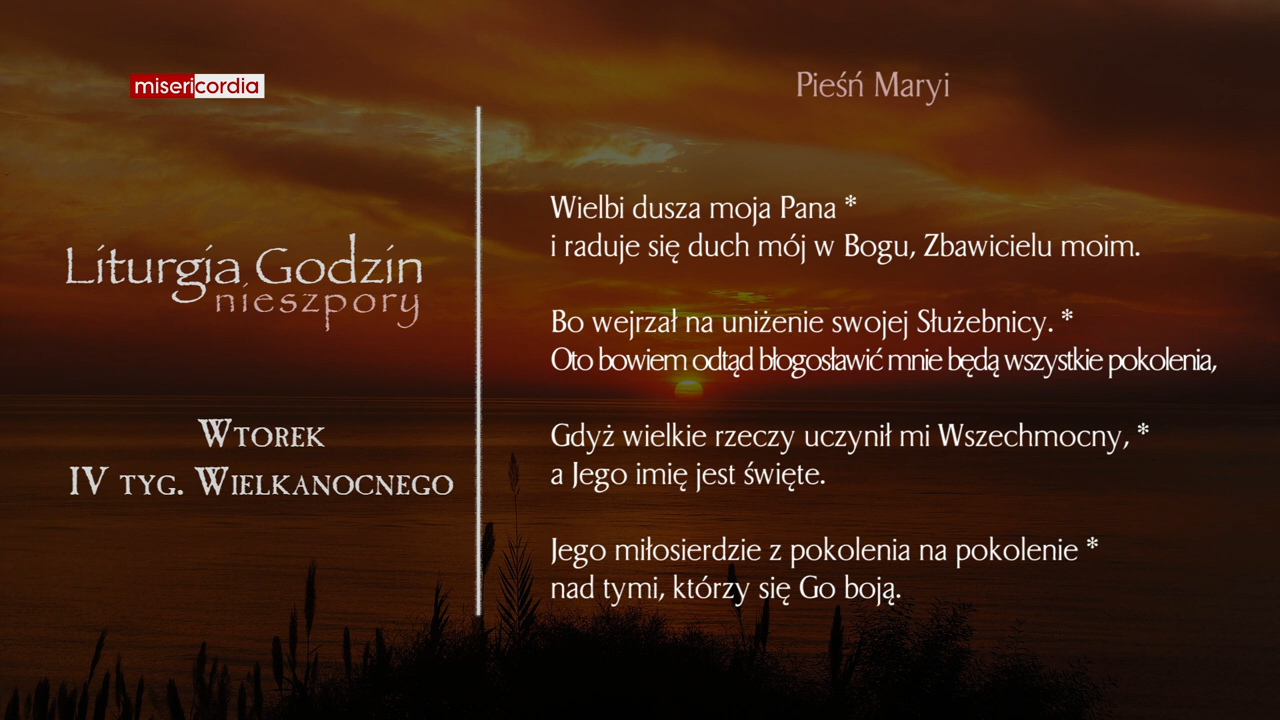 misericordia
Liturgia Godzin
nieszpory
Wtorek
IV tyg. Wielkanocnego
Pieśń Maryi
Wielbi dusza moja Pana *
i raduje się duch mój w Bogu, Zbawicielu moim.
Bo wejrzał na uniżenie swojej Służebnicy. *
Oto bowiem odtąd błogosławić mnie będą wszystkie pokolenia,
Gdyż wielkie rzeczy uczynił mi Wszechmocny, *
a Jego imię jest święte.
Jego miłosierdzie z pokolenia na pokolenie *
nad tymi, którzy się Go boją.